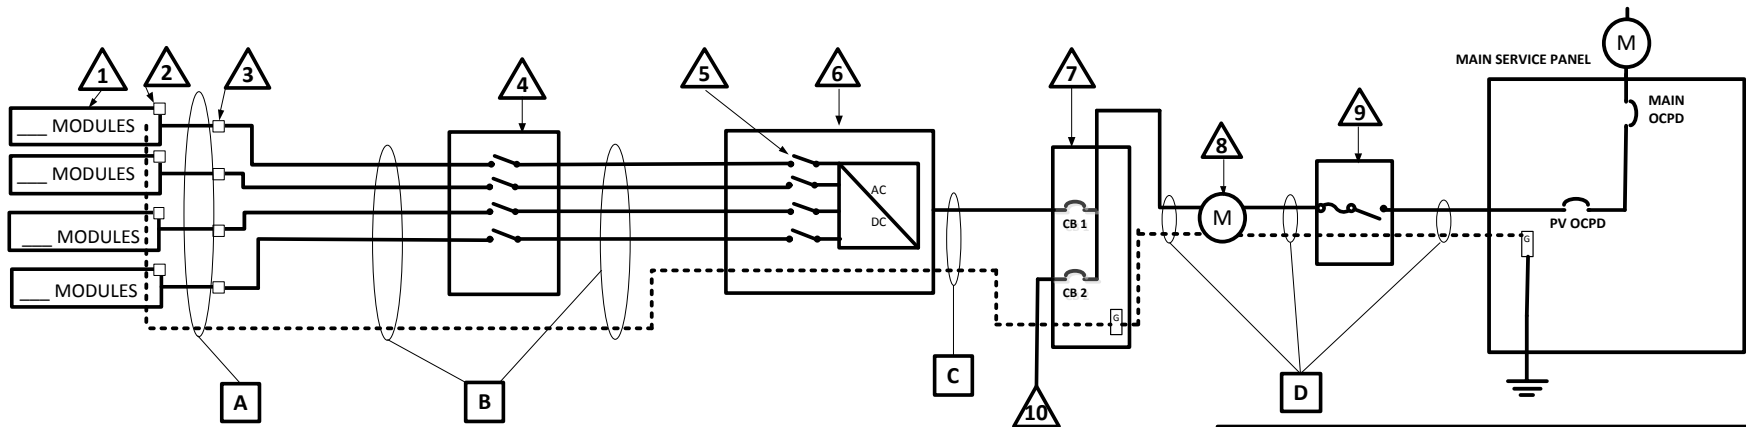 1
2
3
4
5
6
7
8
9
10
M
MAIN SERVICE PANEL
MAIN
OCPD
___ MODULES
___ MODULES
___ MODULES
___ MODULES
AC
DC
CB 1
CB 2
G
M
PV OCPD
G
A
B
C
D